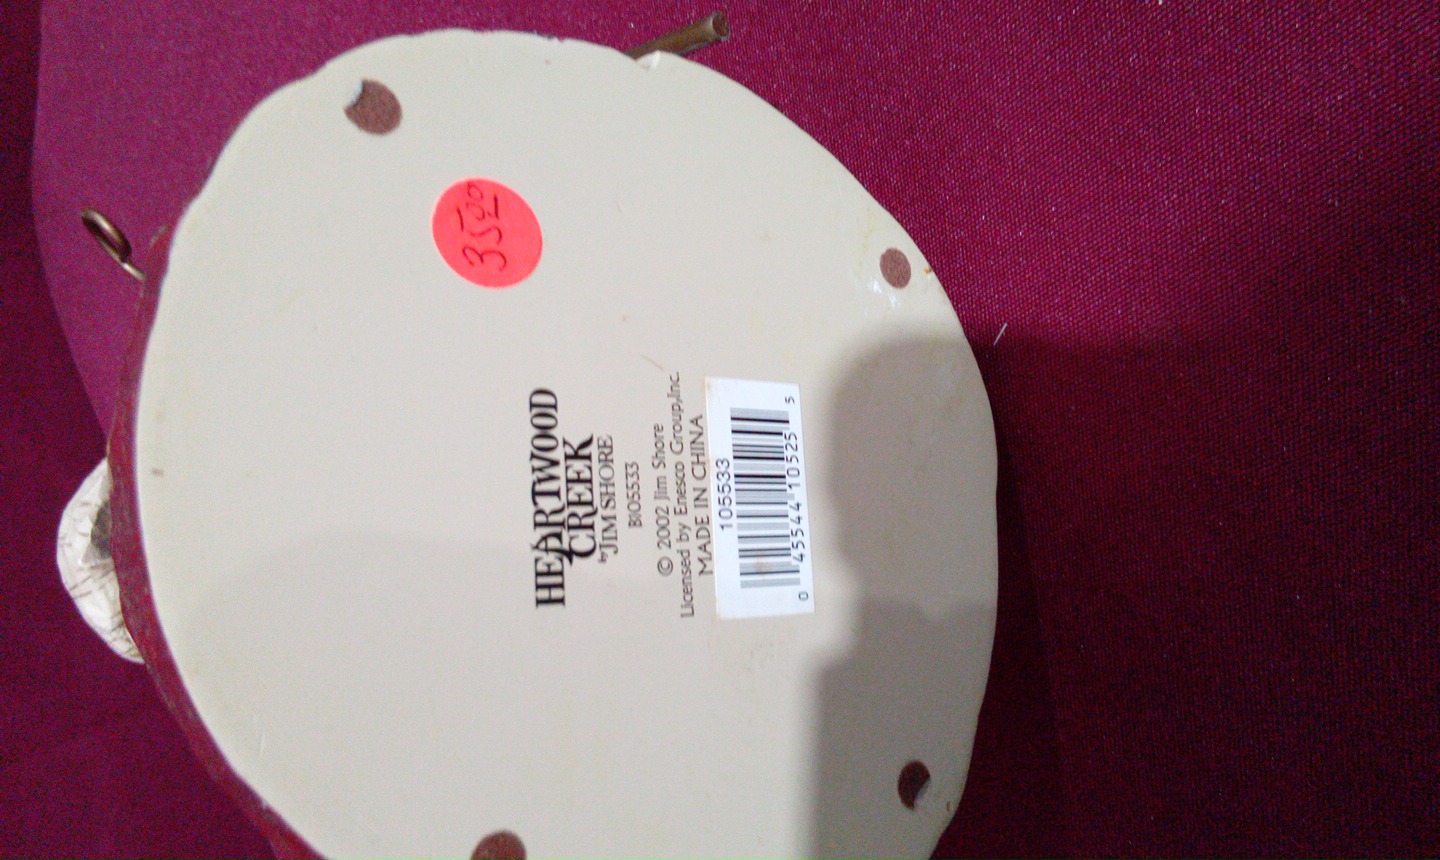 35.00
HEARTWOOD
CREEK
by JIM SHORE
B105533
© 2002 Jim Shore
Licensed by Enesco Group,Inc.
MADE IN CHINA
105533
0 45544 10525 5